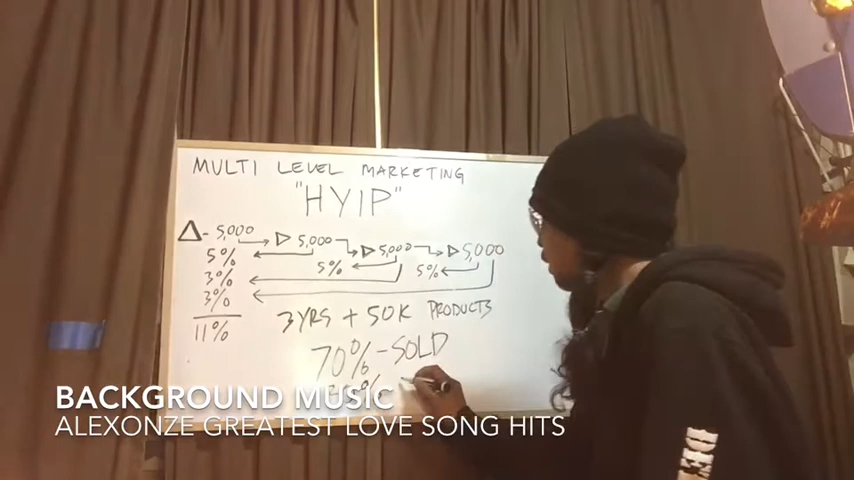 MULTI LEVEL MARKETING
"HYIP"
Δ-5,000 → ▷ 5,000 → ▷ 5,000 → ▷ 5,000
5% 5% 5%
3%
3%
11%
3YRS + 50K PRODUCTS
70% - SOLD
BACKGROUND MUSIC
ALEXONZE GREATEST LOVE SONG HITS